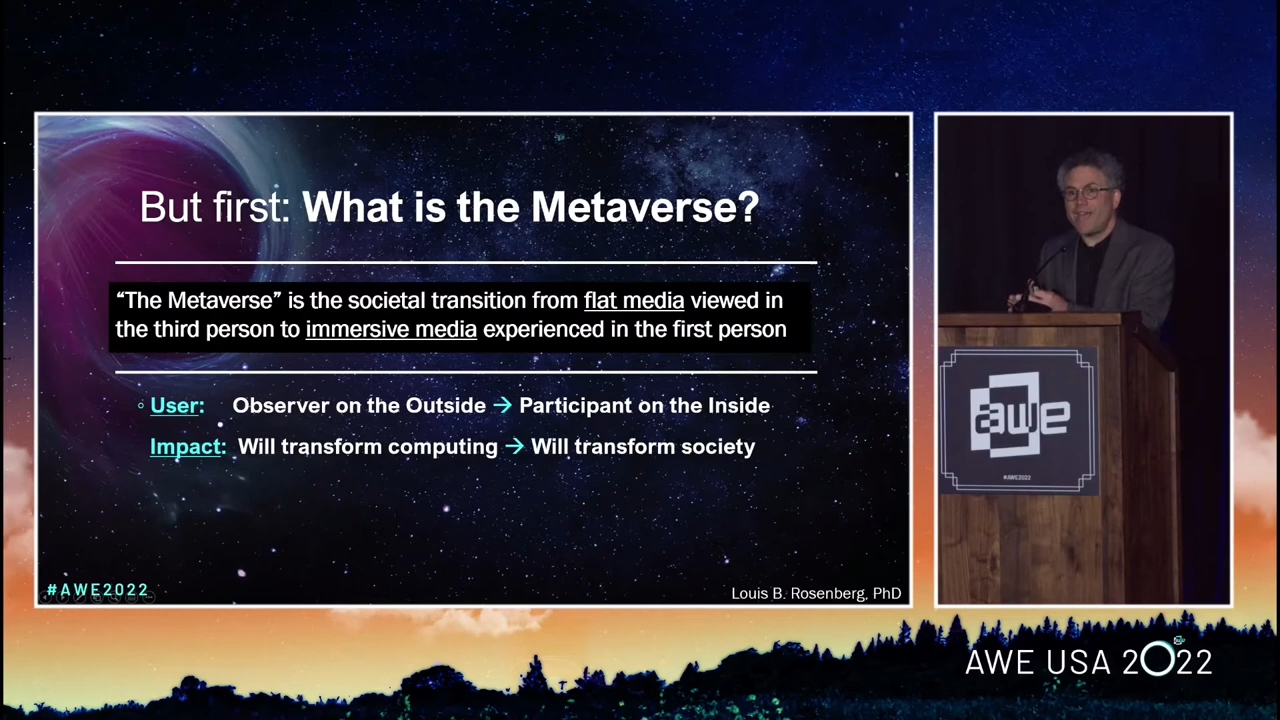 But first: What is the Metaverse?
“The Metaverse” is the societal transition from flat media viewed in
the third person to immersive media experienced in the first person
User: Observer on the Outside → Participant on the Inside
Impact: Will transform computing → Will transform society
#AWE2022
Louis B. Rosenberg, PhD
awe
#AWE2022
AWE USA 2022